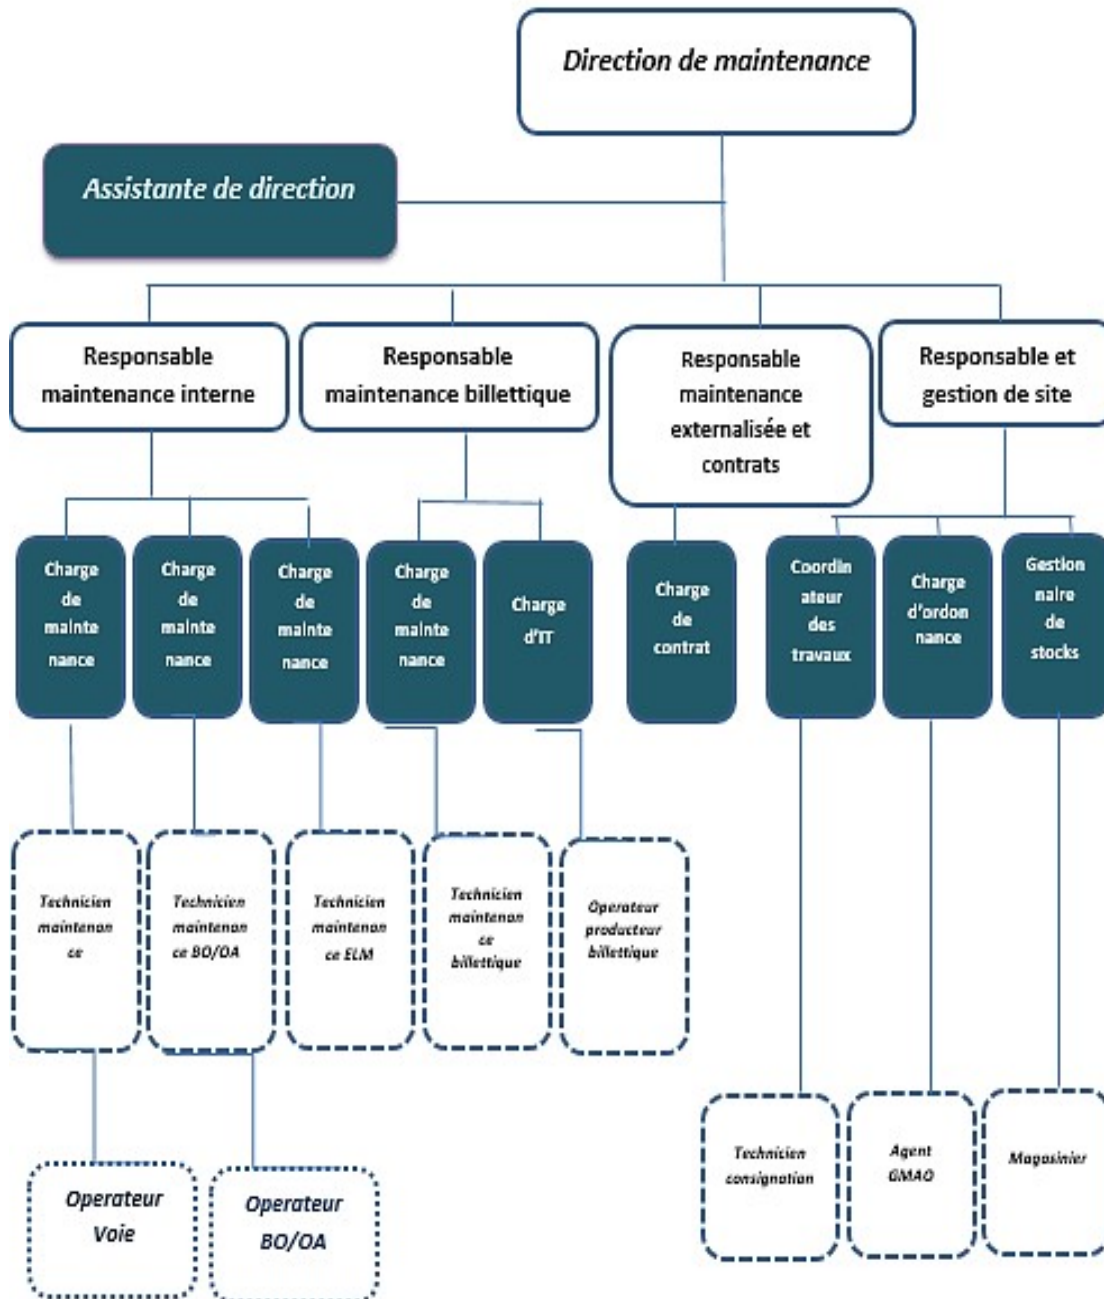 Direction de maintenance
Assistante de direction
Responsable
maintenance interne
Responsable
maintenance billettique
Responsable
maintenance
externalisée et
contrats
Responsable et
gestion de site
Charge
de
mainte
nance
Charge
de
mainte
nance
Charge
de
mainte
nance
Charge
de
mainte
nance
Charge
d'IT
Charge
de
contrat
Coordin
ateur
des
travaux
Charge
d'ordon
nance
Gestion
naire
de
stocks
Technicien
maintenan
ce
Technicien
maintenan
ce BO/OA
Technicien
maintenan
ce ELM
Technicien
maintenan
ce
billettique
Operateur
producteur
billettique
Technicien
consignation
Agent
GMAO
Magasinier
Operateur
Voie
Operateur
BO/OA